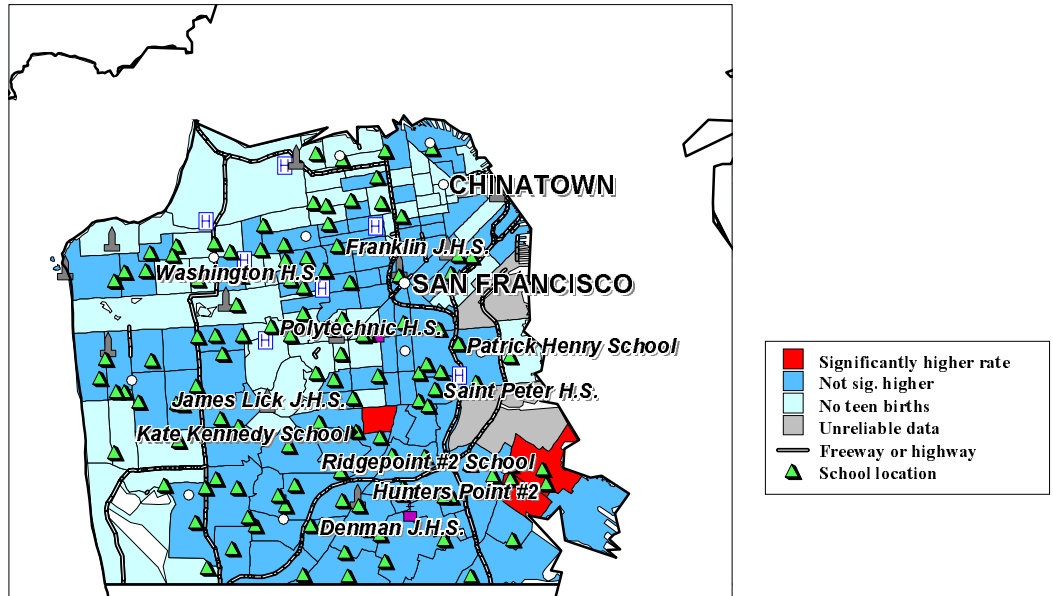 CHINATOWN
H
H
H
Franklin J.H.S.
H
Washington H.S.
SAN FRANCISCO
H
Polytechnic H.S.
H
Patrick Henry School
H
Saint Peter H.S.
James Lick J.H.S.
Kate Kennedy School
Ridgepoint #2 School
Hunters Point #2
Denman J.H.S.
Significantly higher rate
Not sig. higher
No teen births
Unreliable data
Freeway or highway
School location